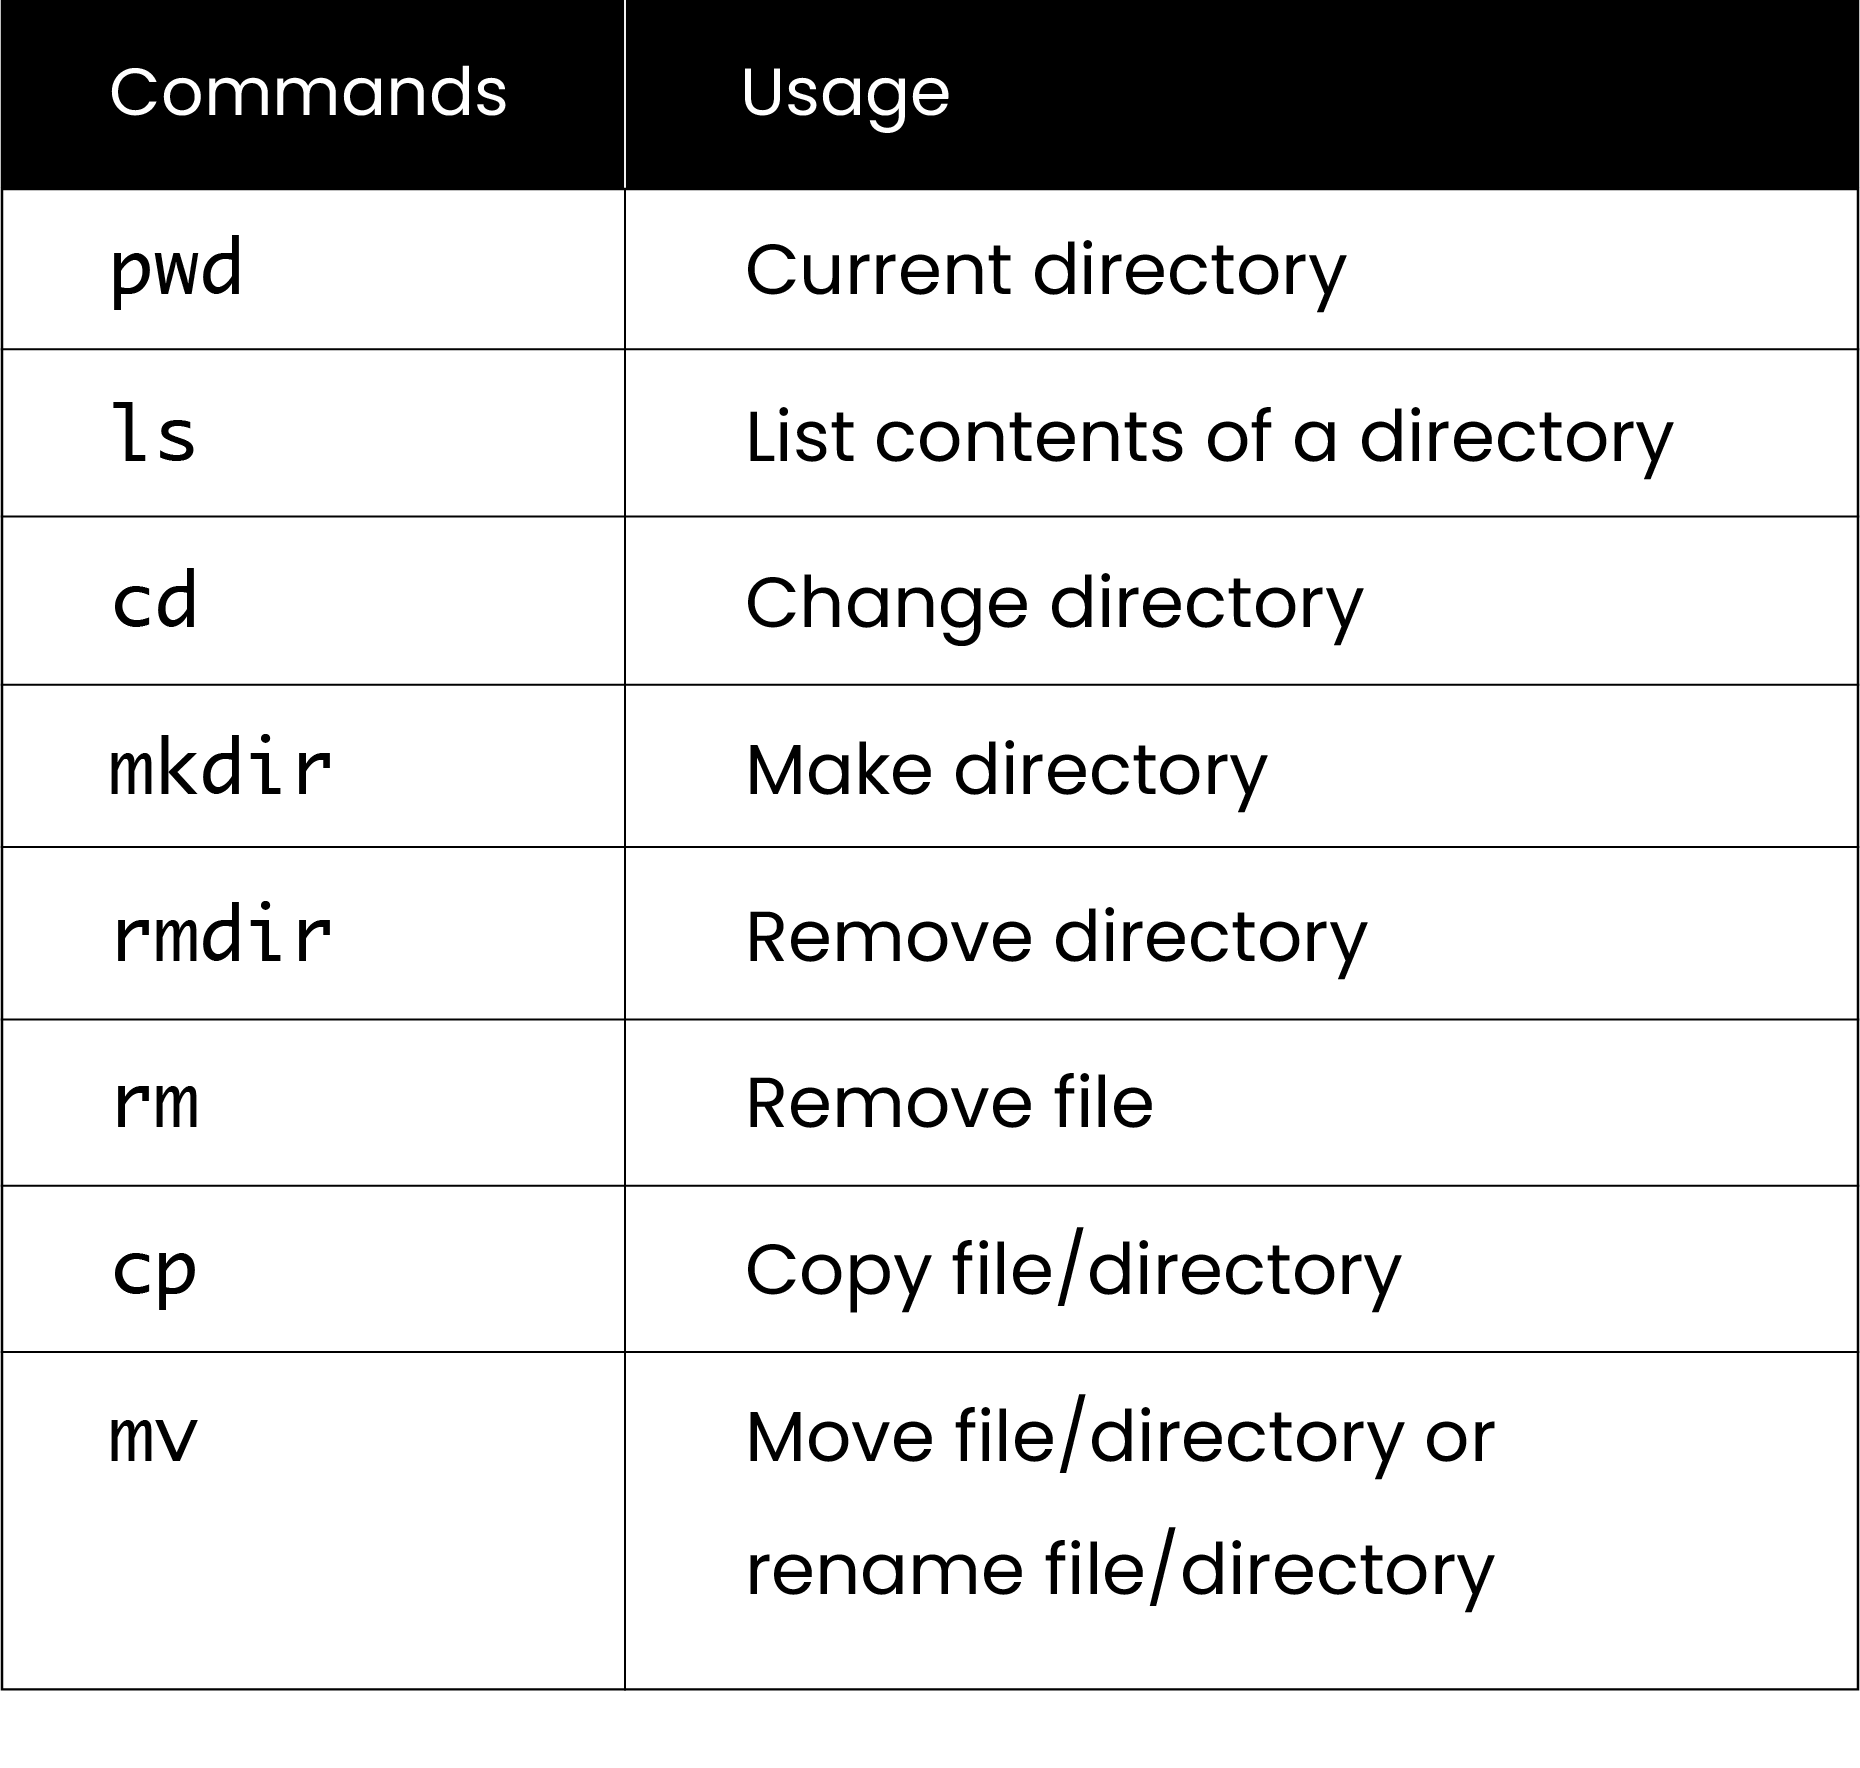 Commands Usage
pwd Current directory
ls List contents of a directory
cd Change directory
mkdir Make directory
rmdir Remove directory
rm Remove file
cp Copy file/directory
mv Move file/directory or
rename file/directory